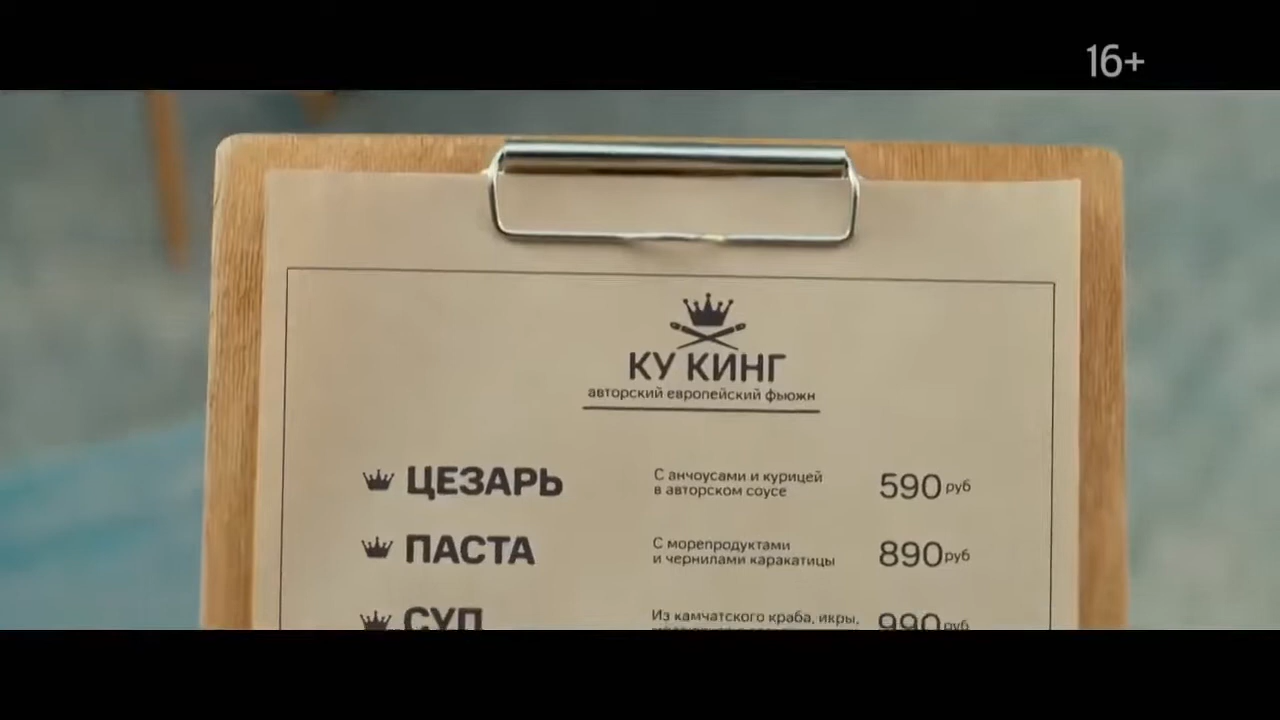 16+
КУ КИНГ
авторский европейский фьюжн
ЦЕЗАРЬ
С анчоусами и курицей
в авторском соусе
590 руб
ПАСТА
С морепродуктами
и чернилами каракатицы
890 руб
СУП
Из камчатского краба, икры,
990 руб